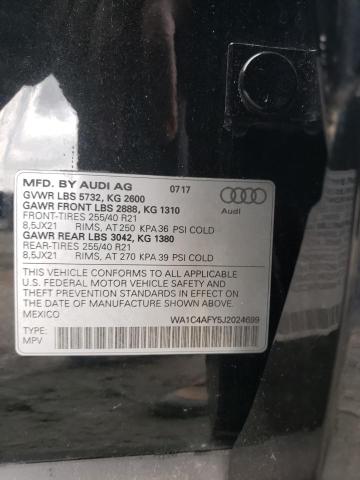 MFD. BY AUDI AG 07/17
GVWR LBS 5732, KG 2600
GAWR FRONT LBS 2888, KG 1310
FRONT-TIRES 255/40 R21
8,5JX21 RIMS, AT 250 KPA36 PSI COLD
GAWR REAR LBS 3042, KG 1380
REAR-TIRES 255/40 R21
8,5JX21 RIMS, AT 270 KPA 39 PSI COLD
Audi
THIS VEHICLE CONFORMS TO ALL APPLICABLE
U.S. FEDERAL MOTOR VEHICLE SAFETY AND
THEFT PREVENTION STANDARDS IN EFFECT ON
THE DATE OF MANUFACTURE SHOWN ABOVE.
MEXICO WA1C4AFY5J2024699
TYPE:
MPV